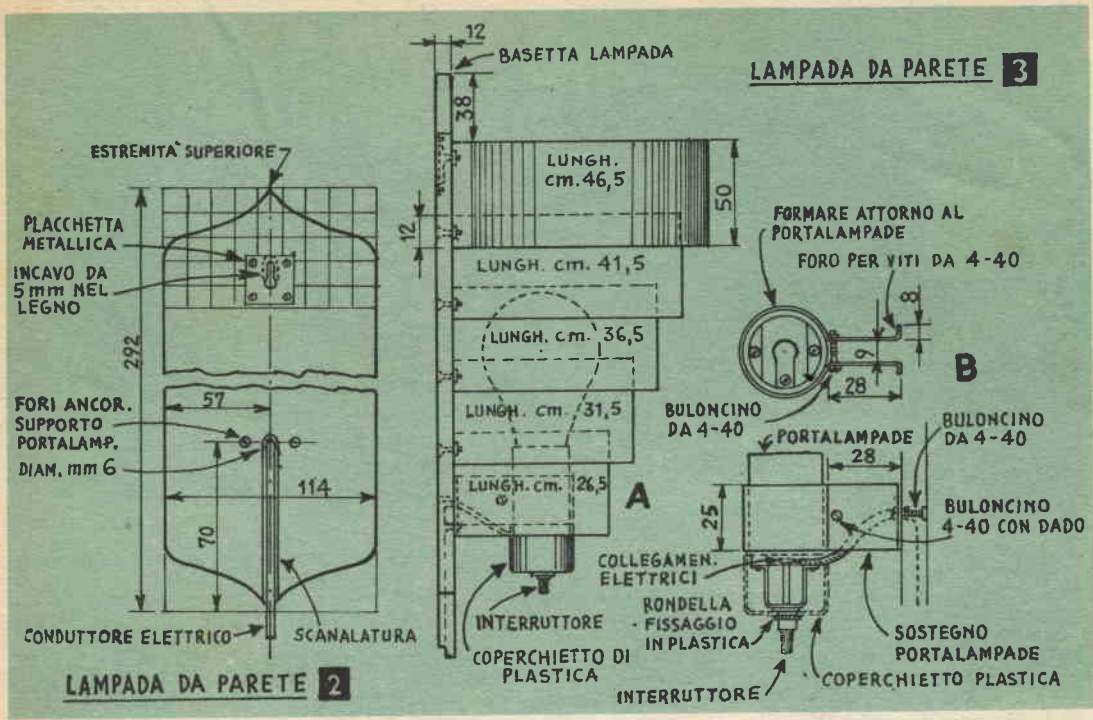 12
BASETTA LAMPADA
LAMPADA DA PARETE 3
38
ESTREMITA' SUPERIORE
LUNGH.
cm. 46,5
50
PLACCHETTA
METALLICA
INCAVO DA
5 mm NEL
LEGNO
12
FORMARE ATTORNO AL
PORTALAMPADE
FORO PER VITI DA 4-40
LUNGH. cm. 41,5
8
292
LUNGH. cm. 36,5
9
B
28
FORI ANCOR.
SUPPORTO
PORTALAMP.
DIAM. mm 6
57
LUNGH. cm. 31,5
BULONCINO
DA 4-40
PORTALAMPADE
BULONCINO
DA 4-40
28
114
LUNGH. cm. 26,5
A
25
BULONCINO
4-40 CON DADO
70
COLLEGAMEN.
ELETTRICI
CONDUTTORE ELETTRICO
SCANALATURA
INTERRUTTORE
COPERCHIETTO DI
PLASTICA
RONDELLA
FISSAGGIO
IN PLASTICA
SOSTEGNO
PORTALAMPADE
COPERCHIETTO PLASTICA
INTERRUTTORE
LAMPADA DA PARETE 2